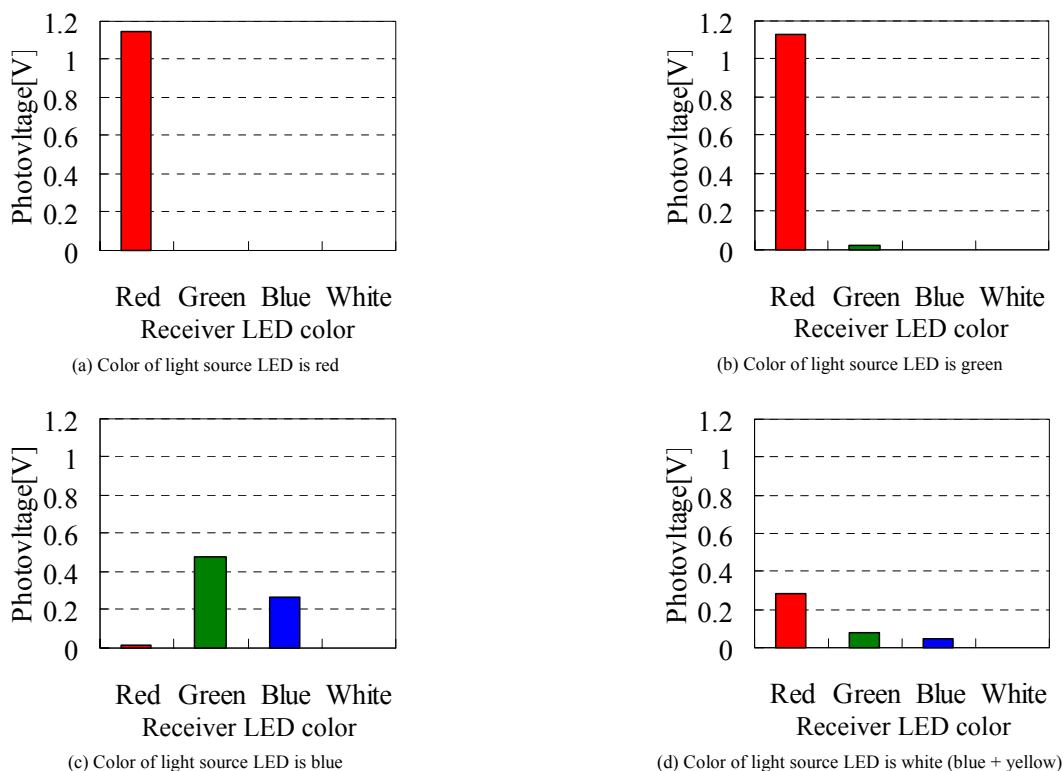 Photovltage[V]
1.2
1
0.8
0.6
0.4
0.2
0
Red Green Blue White
Receiver LED color
(a) Color of light source LED is red
Photovltage[V]
1.2
1
0.8
0.6
0.4
0.2
0
Red Green Blue White
Receiver LED color
(b) Color of light source LED is green
Photovltage[V]
1.2
1
0.8
0.6
0.4
0.2
0
Red Green Blue White
Receiver LED color
(c) Color of light source LED is blue
Photovltage[V]
1.2
1
0.8
0.6
0.4
0.2
0
Red Green Blue White
Receiver LED color
(d) Color of light source LED is white (blue + yellow)